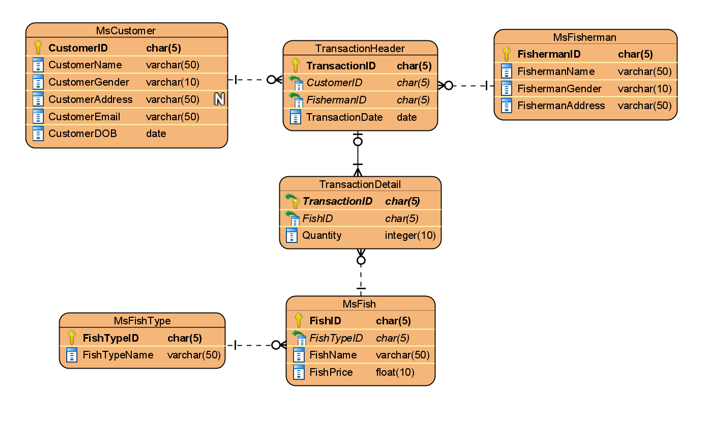 MsCustomer
CustomerID char(5)
CustomerName varchar(50)
CustomerGender varchar(10)
CustomerAddress varchar(50) N
CustomerEmail varchar(50)
CustomerDOB date
TransactionHeader
TransactionID char(5)
CustomerID char(5)
FishermanID char(5)
TransactionDate date
MsFisherman
FishermanID char(5)
FishermanName varchar(50)
FishermanGender varchar(10)
FishermanAddress varchar(50)
TransactionDetail
TransactionID char(5)
FishID char(5)
Quantity integer(10)
MsFishType
FishTypeID char(5)
FishTypeName varchar(50)
MsFish
FishID char(5)
FishTypeID char(5)
FishName varchar(50)
FishPrice float(10)